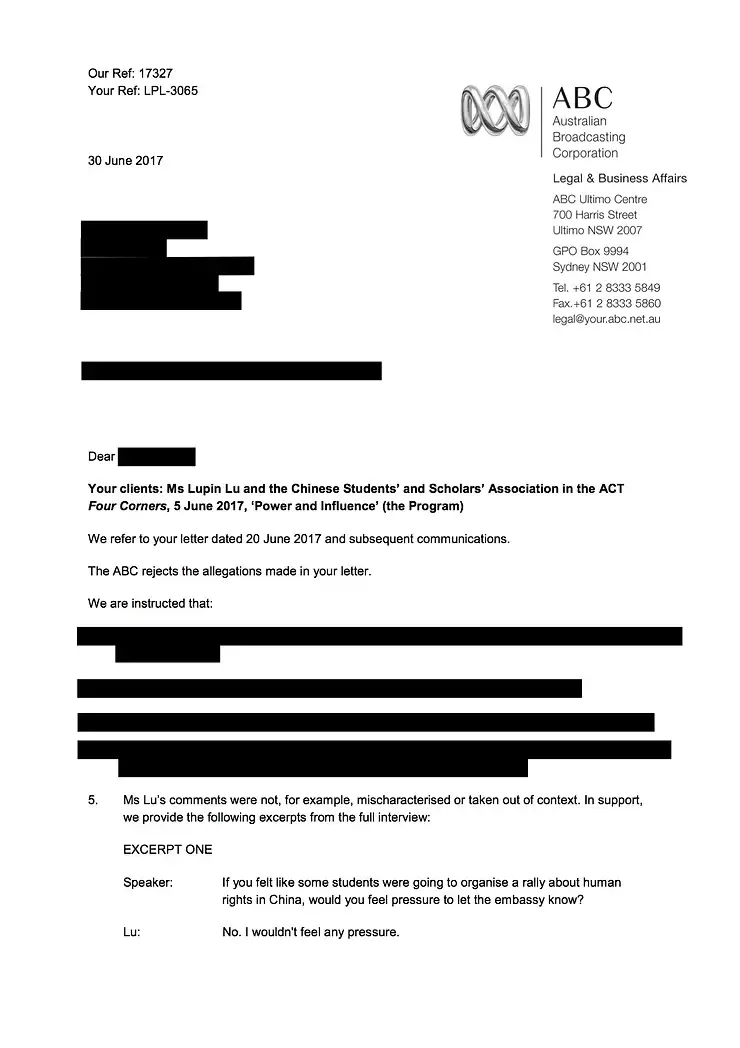 Our Ref: 17327
Your Ref: LPL-3065
30 June 2017
ABC
Australian
Broadcasting
Corporation
Legal & Business Affairs
ABC Ultimo Centre
700 Harris Street
Ultimo NSW 2007
GPO Box 9994
Sydney NSW 2001
Tel. +61 2 8333 5849
Fax.+61 2 8333 5860
legal@your.abc.net.au
Dear
Your clients: Ms Lupin Lu and the Chinese Students' and Scholars' Association in the ACT
Four Corners, 5 June 2017, 'Power and Influence' (the Program)
We refer to your letter dated 20 June 2017 and subsequent communications.
The ABC rejects the allegations made in your letter.
We are instructed that:
5. Ms Lu's comments were not, for example, mischaracterised or taken out of context. In support,
we provide the following excerpts from the full interview:
EXCERPT ONE
Speaker: If you felt like some students were going to organise a rally about human
rights in China, would you feel pressure to let the embassy know?
Lu: No. I wouldn't feel any pressure.